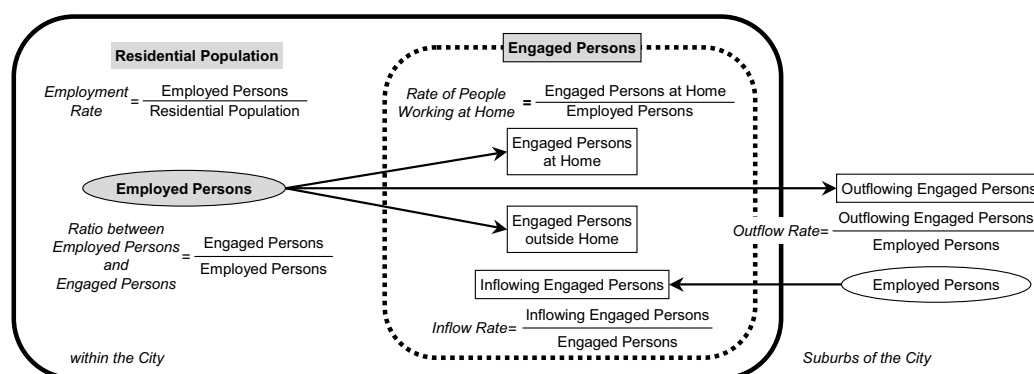 Residential Population
Engaged Persons
Employment
Rate
=
Employed Persons
Residential Population
Rate of People
Working at Home
=
Engaged Persons at Home
Employed Persons
Engaged Persons
at Home
Employed Persons
Outflowing Engaged Persons
Ratio between
Employed Persons
and
Engaged Persons
=
Engaged Persons
Employed Persons
Engaged Persons
outside Home
Outflow Rate=
Outflowing Engaged Persons
Employed Persons
Inflowing Engaged Persons
Employed Persons
Inflow Rate=
Inflowing Engaged Persons
Engaged Persons
within the City
Suburbs of the City